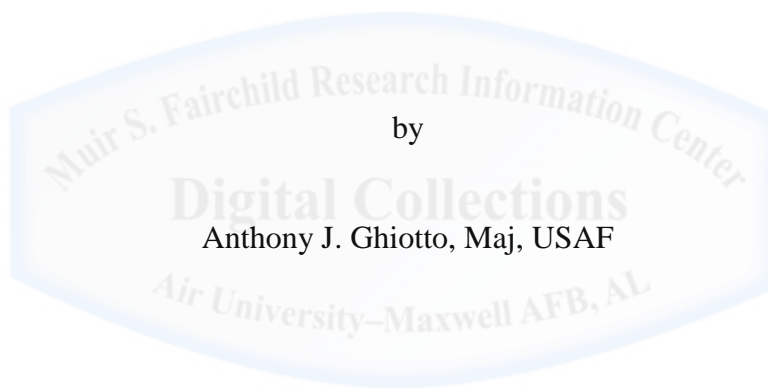 Muir S. Fairchild Research Information Center
by
Digital Collections
Anthony J. Ghiotto, Maj, USAF
Air University–Maxwell AFB, AL